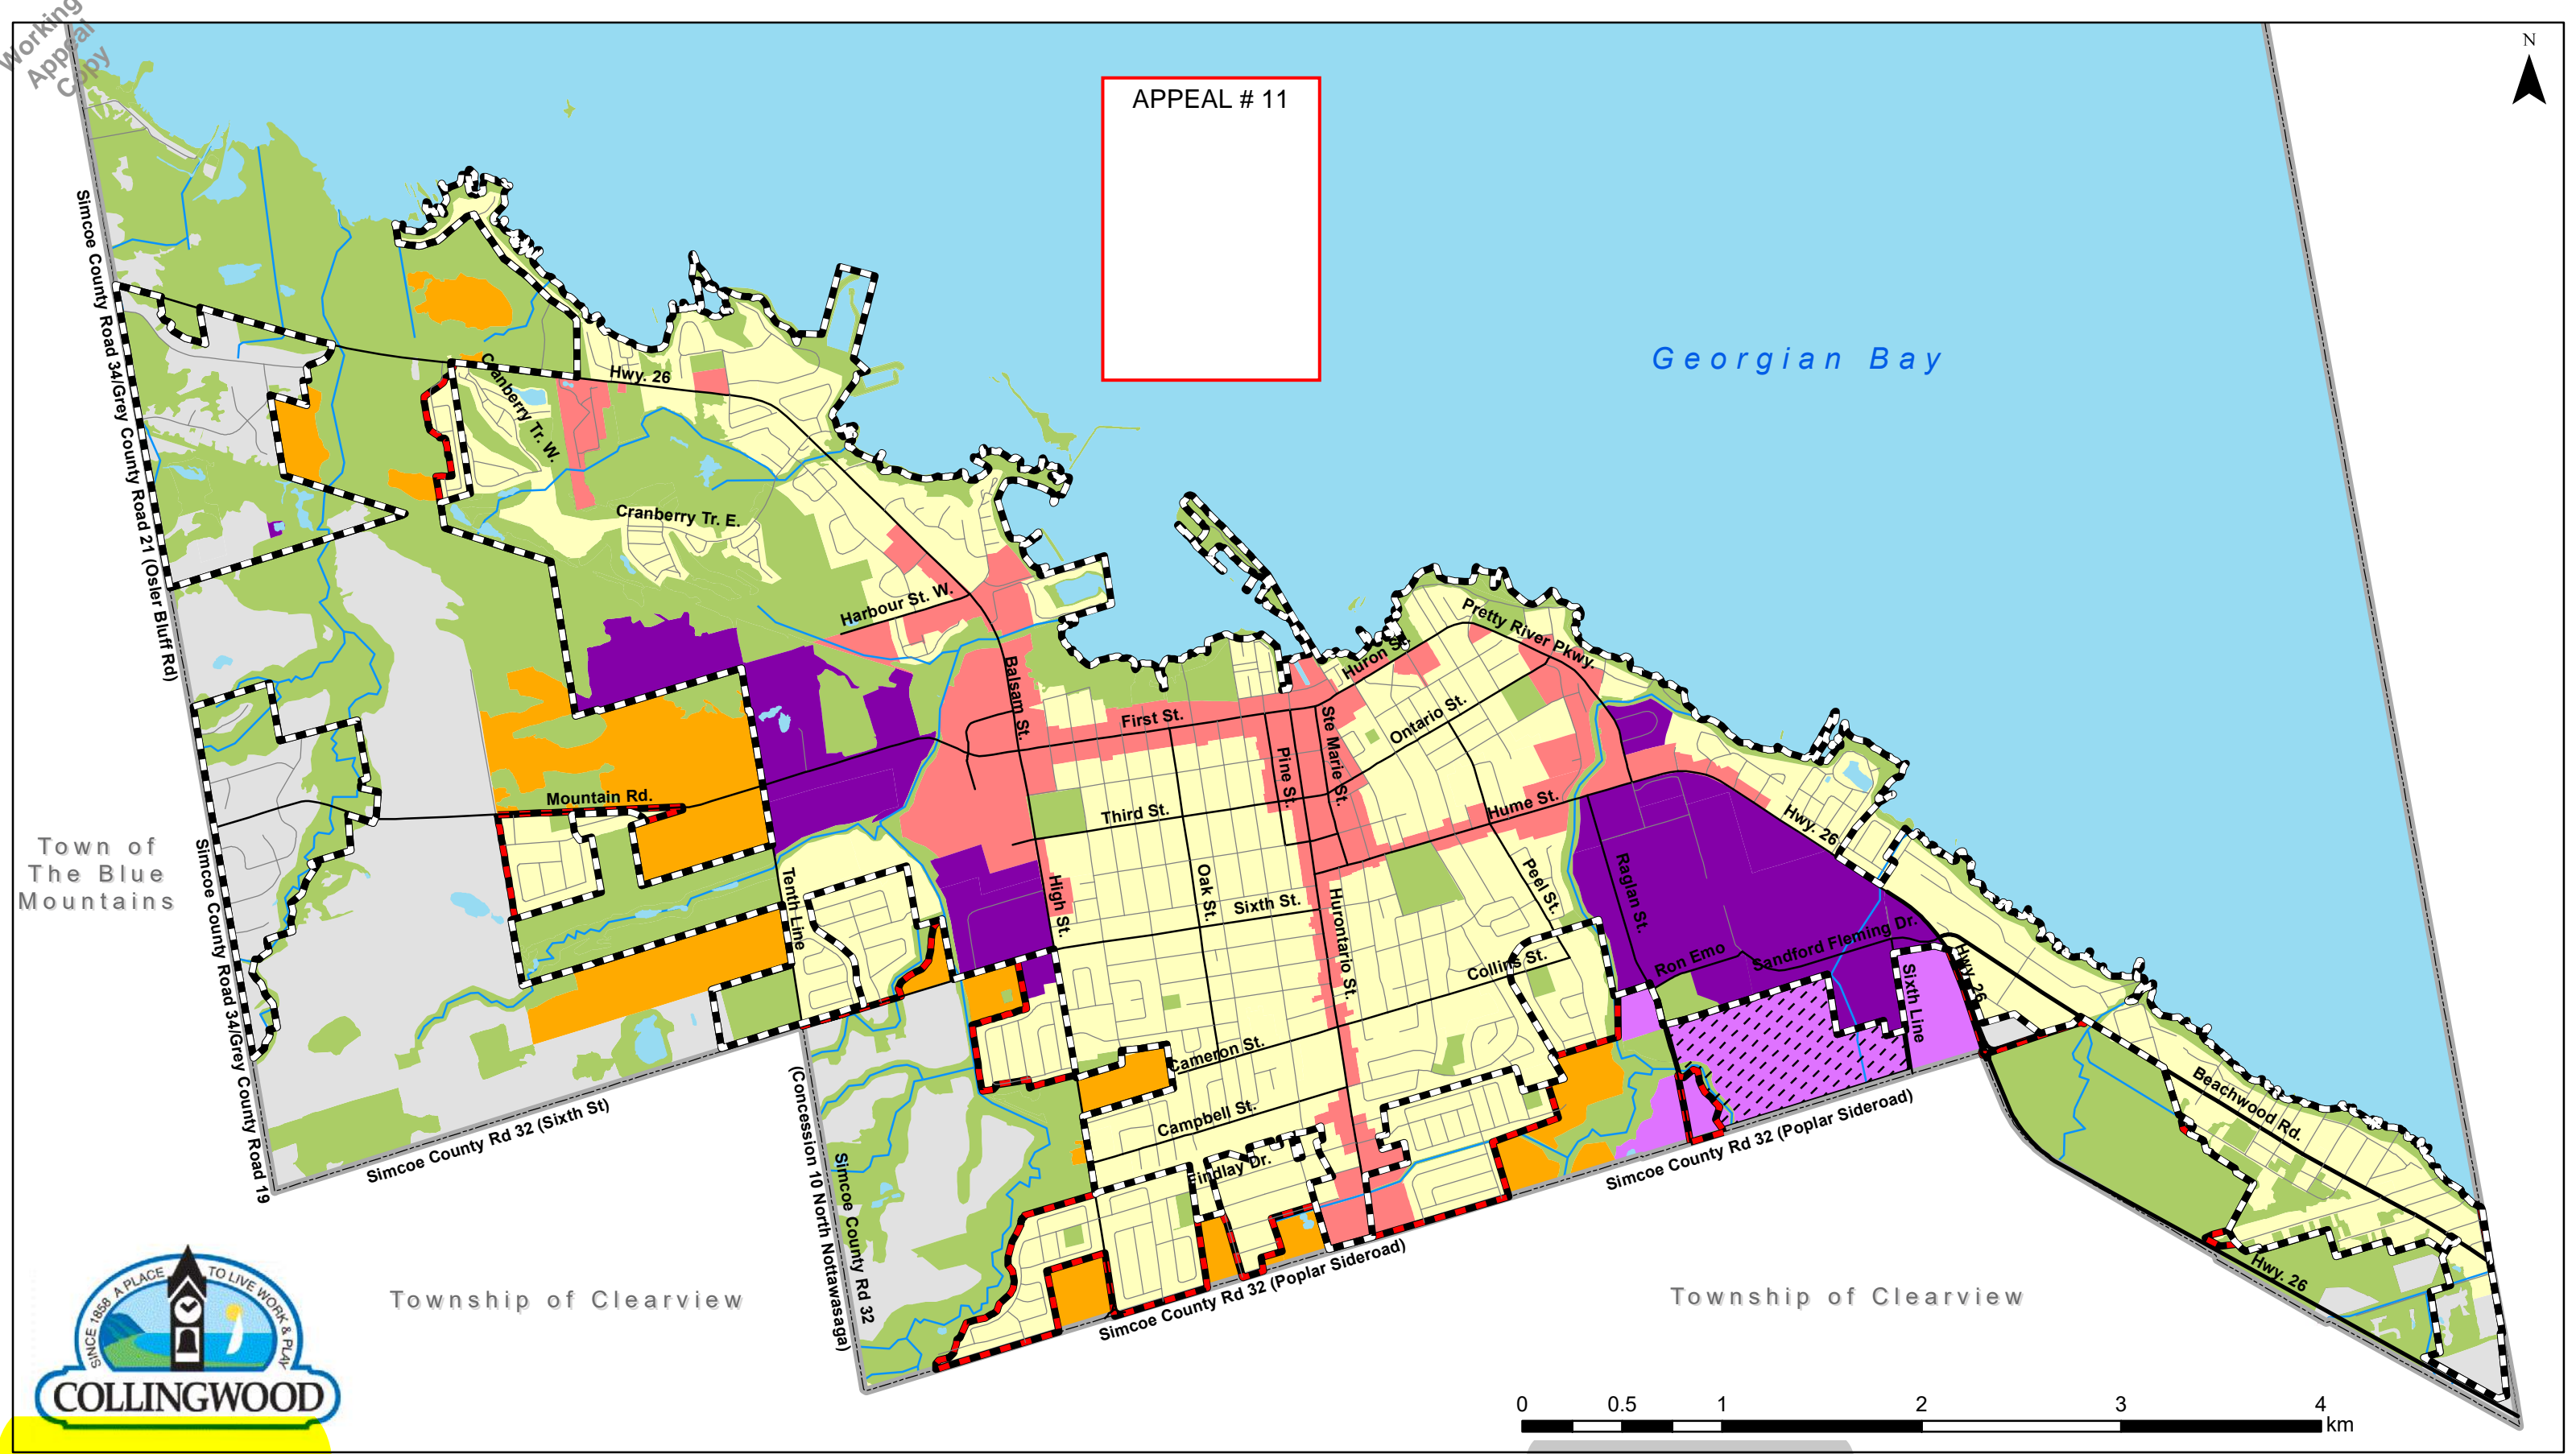 Working
Appeal
Copy
APPEAL # 11
N
Georgian Bay
Simcoe County Road 34/Grey County Road 21 (Osler Bluff Rd)
Cranberry Tr. W.
Hwy. 26
Cranberry Tr. E.
Harbour St. W.
Balsam St.
First St.
Huron St.
Pretty River Pkwy.
Ontario St.
Ste Marie St.
Pine St.
Mountain Rd.
Third St.
Hume St.
Hwy. 26
Town of
The Blue
Mountains
Simcoe County Road 34/Grey County Road 19
Tenth Line
High St.
Oak St.
Sixth St.
Hurontario St.
Peel St.
Raglan St.
Collins St.
Ron Emo
Sandford Fleming Dr.
Sixth Line
Hwy. 26
Cameron St.
Campbell St.
Findlay Dr.
Beachwood Rd.
Simcoe County Rd 32 (Sixth St)
(Concession 10 North Nottawasaga)
Simcoe County Rd 32
Simcoe County Rd 32 (Poplar Sideroad)
Simcoe County Rd 32 (Poplar Sideroad)
Hwy. 26
Township of Clearview
Township of Clearview
SINCE 1858 A PLACE TO LIVE WORK & PLAY
COLLINGWOOD
0 0.5 1 2 3 4
km